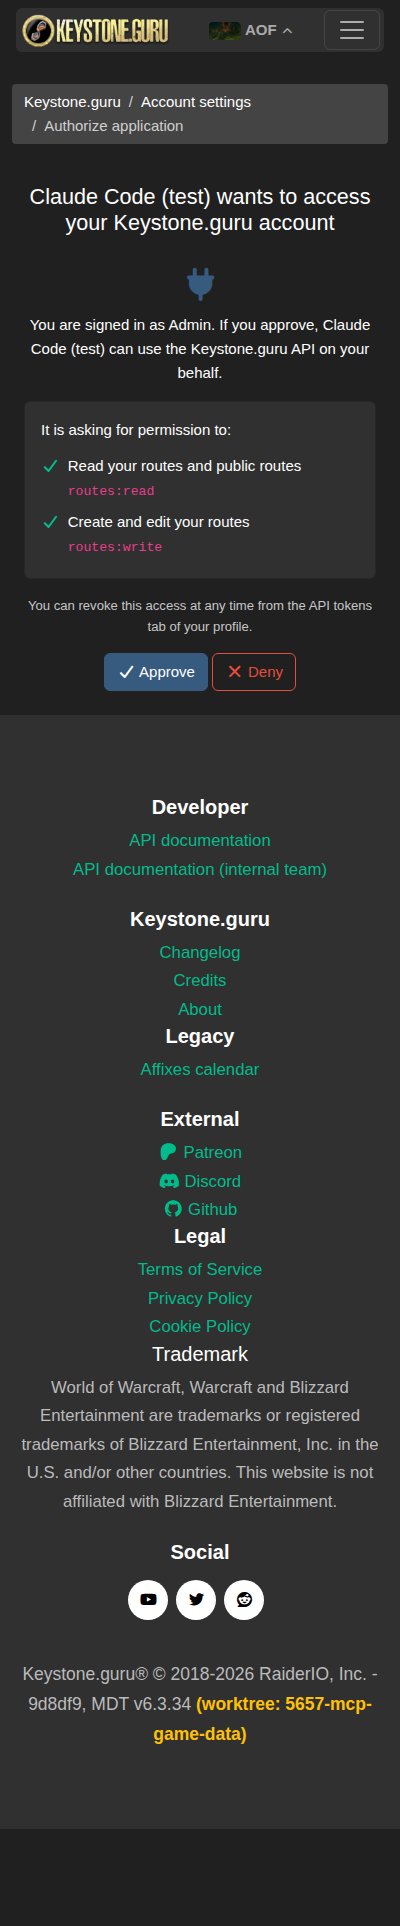 KEYSTONE.GURU
AOF
Keystone.guru / Account settings
/ Authorize application
Claude Code (test) wants to access
your Keystone.guru account
You are signed in as Admin. If you approve, Claude
Code (test) can use the Keystone.guru API on your
behalf.
It is asking for permission to:
Read your routes and public routes
routes:read
Create and edit your routes
routes:write
You can revoke this access at any time from the API tokens
tab of your profile.
Approve
Deny
Developer
API documentation
API documentation (internal team)
Keystone.guru
Changelog
Credits
About
Legacy
Affixes calendar
External
Patreon
Discord
Github
Legal
Terms of Service
Privacy Policy
Cookie Policy
Trademark
World of Warcraft, Warcraft and Blizzard
Entertainment are trademarks or registered
trademarks of Blizzard Entertainment, Inc. in the
U.S. and/or other countries. This website is not
affiliated with Blizzard Entertainment.
Social
Keystone.guru® © 2018-2026 RaiderIO, Inc. -
9d8df9, MDT v6.3.34 (worktree: 5657-mcp-
game-data)